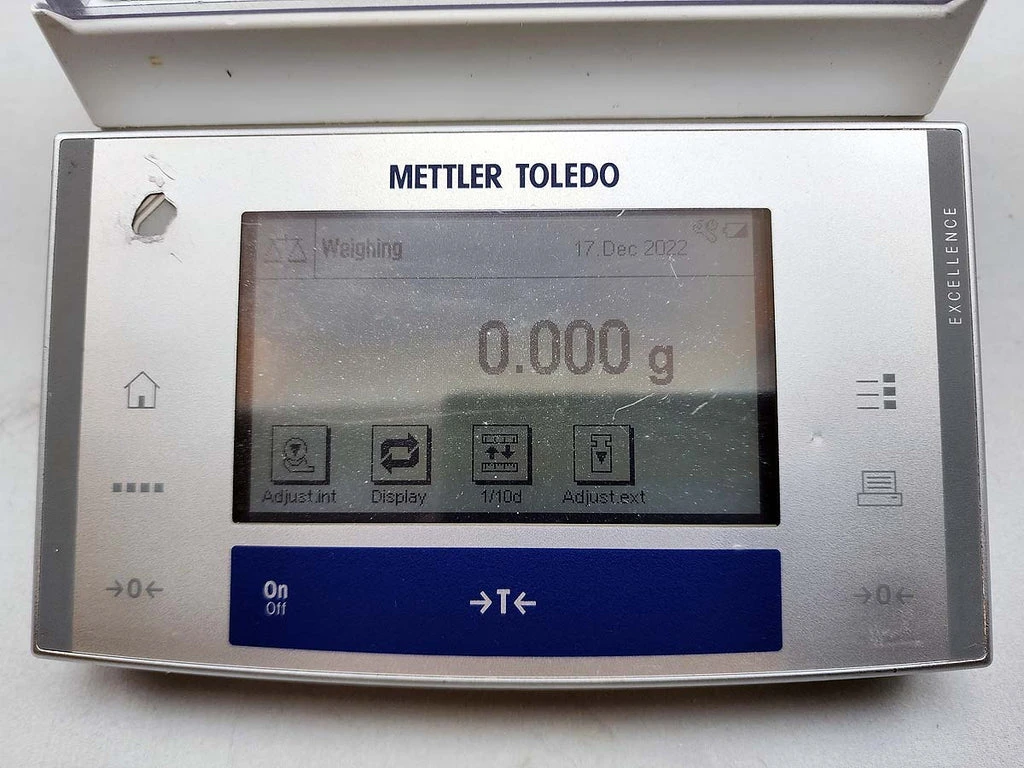 METTLER TOLEDO
Weighing 17.Dec 2022
0.000 g
Adjust.int Display 1/10d Adjust.ext
EXCELLENCE
→0←
On
Off
→T←
→0←